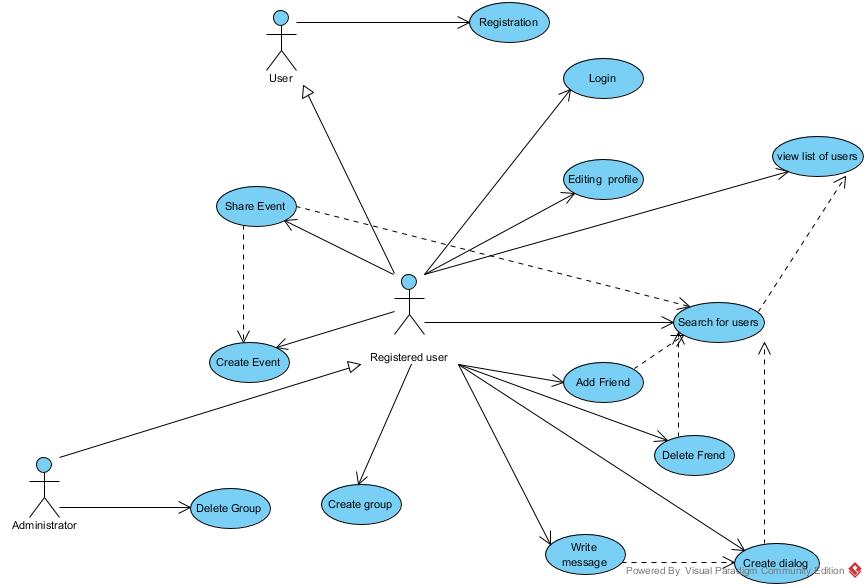 Registration
User
Login
view list of users
Editing profile
Share Event
Search for users
Create Event
Registered user
Add Friend
Delete Frend
Administrator
Delete Group
Create group
Write
message
Create dialog
Powered By Visual Paradigm Community Edition